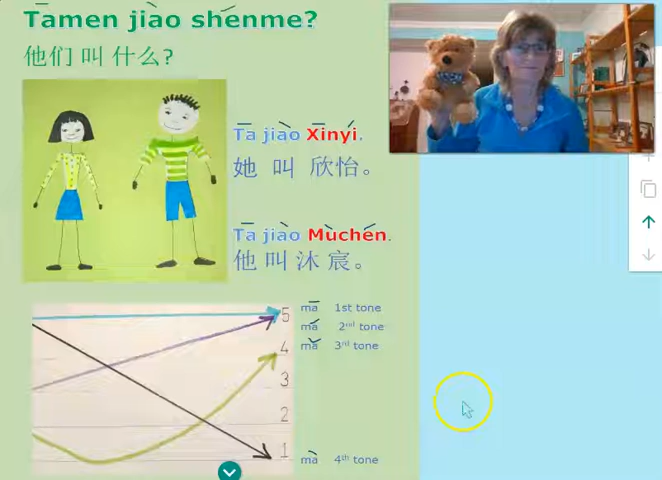 Tāmen jiào shénme?
他们 叫 什么?
Tā jiào Xīnyí.
她 叫 欣怡。
Tā jiào Mùchén.
他 叫 沐 宸。
5
4
3
2
1
mā 1st tone
má 2nd tone
mǎ 3rd tone
mà 4th tone